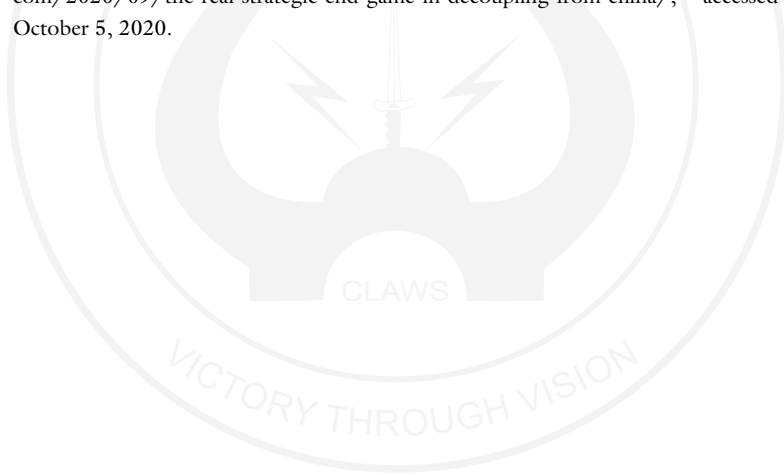 com/2020/09/the-real-strategic-end-game-in-decoupling-from-china/, accessed
October 5, 2020.
CLAWS
VICTORY THROUGH VISION